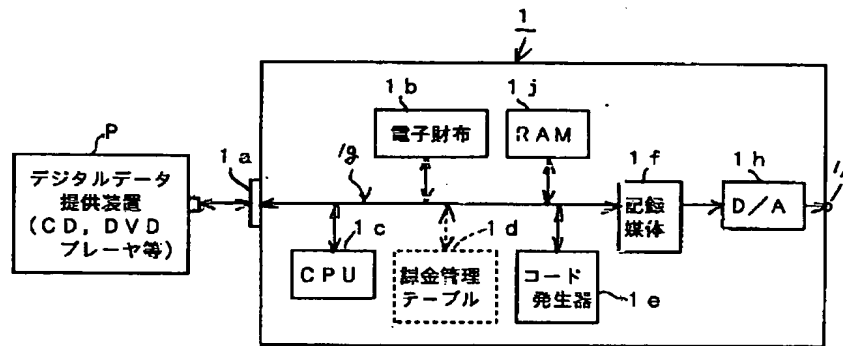 1
1b
1j
電子財布
RAM
P
1a
1g
1f
1h
1i
デジタルデータ
提供装置
(CD,DVD
プレーヤ等)
記録
媒体
D/A
1c
1d
CPU
課金管理
テーブル
コード
発生器
1e